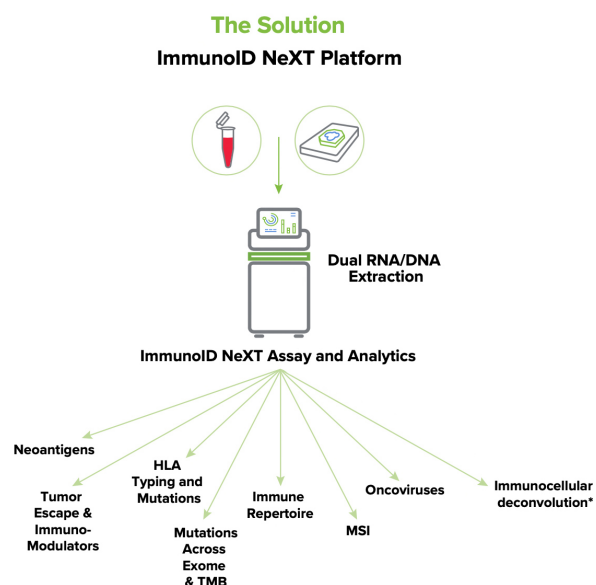 The Solution
ImmunoID NeXT Platform
Dual RNA/DNA
Extraction
ImmunoID NeXT Assay and Analytics
Neoantigens
Tumor
Escape &
Immuno-
Modulators
HLA
Typing and
Mutations
Mutations
Across
Exome
& TMB
Immune
Repertoire
MSI
Oncoviruses
Immunocellular
deconvolution*